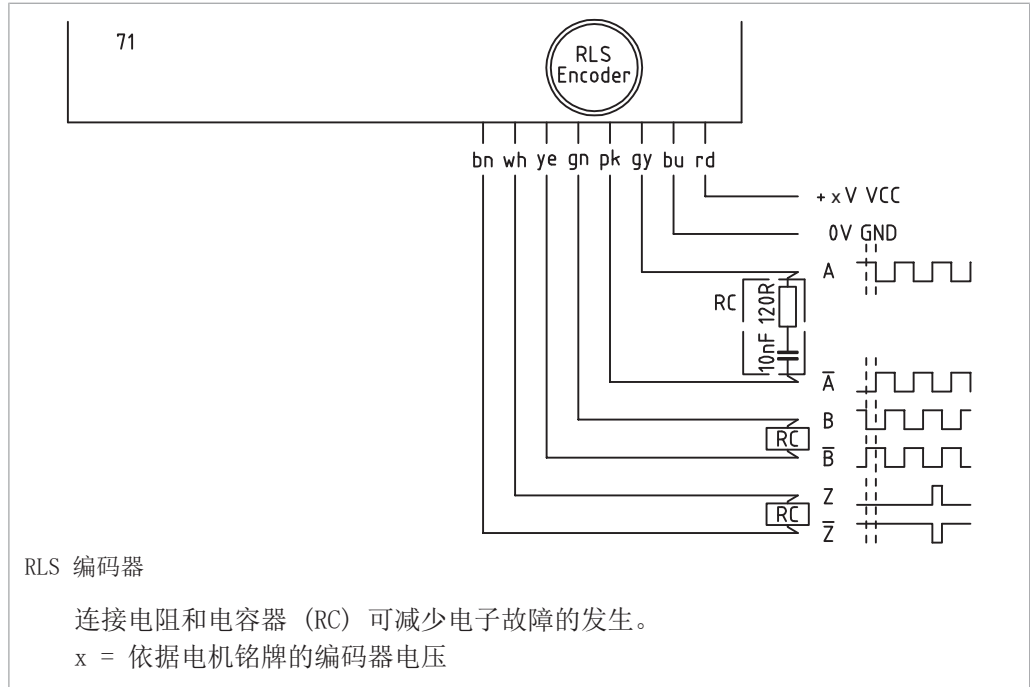 71
RLS
Encoder
bn wh ye gn pk gy bu rd
+ x V VCC
0V GND
A
RC
120R
10nF
A̅
B
RC
B̅
Z
RC
Z̅
RLS 编码器
连接电阻和电容器 (RC) 可减少电子故障的发生。
x = 依据电机铭牌的编码器电压